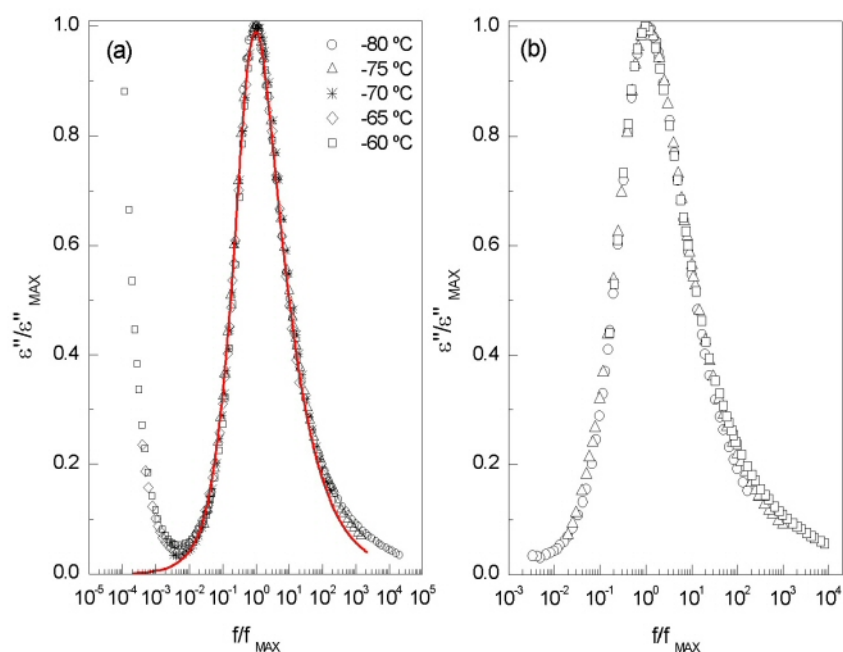 (a)
-80 ºC
-75 ºC
-70 ºC
-65 ºC
-60 ºC
1.0
0.8
0.6
0.4
0.2
0.0
ε''/ε''MAX
10⁻⁵ 10⁻⁴ 10⁻³ 10⁻² 10⁻¹ 10⁰ 10¹ 10² 10³ 10⁴ 10⁵
f/fMAX
(b)
1.0
0.8
0.6
0.4
0.2
0.0
ε''/ε''MAX
10⁻³ 10⁻² 10⁻¹ 10⁰ 10¹ 10² 10³ 10⁴
f/fMAX